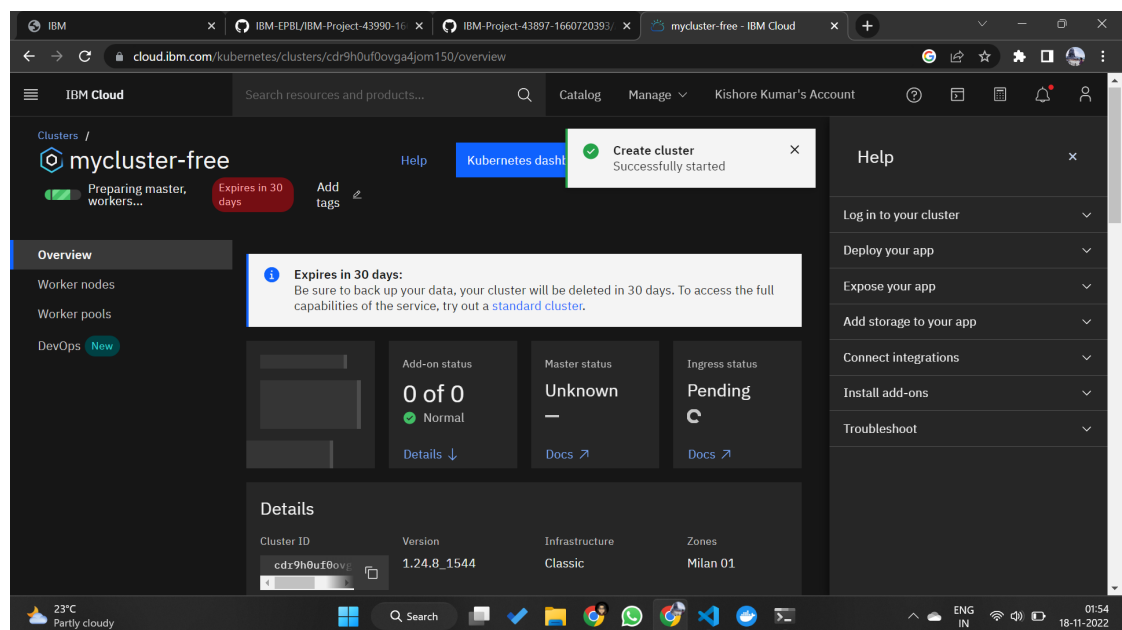 IBM
IBM-EPBL/IBM-Project-43990-16
IBM-Project-43897-1660720393/
mycluster-free - IBM Cloud
cloud.ibm.com/kubernetes/clusters/cdr9h0uf0ovga4jom150/overview
IBM Cloud
Search resources and products...
Catalog
Manage
Kishore Kumar's Account
Clusters /
mycluster-free
Help
Kubernetes dashb
Create cluster
Successfully started
Preparing master,
workers...
Expires in 30
days
Add
tags
Overview
Worker nodes
Worker pools
DevOps New
Expires in 30 days:
Be sure to back up your data, your cluster will be deleted in 30 days. To access the full
capabilities of the service, try out a standard cluster.
Add-on status
0 of 0
Normal
Details
Master status
Unknown
—
Docs
Ingress status
Pending
Docs
Details
Cluster ID
cdr9h0uf0ovg
Version
1.24.8_1544
Infrastructure
Classic
Zones
Milan 01
Help
Log in to your cluster
Deploy your app
Expose your app
Add storage to your app
Connect integrations
Install add-ons
Troubleshoot
23°C
Partly cloudy
Search
ENG
IN
01:54
18-11-2022